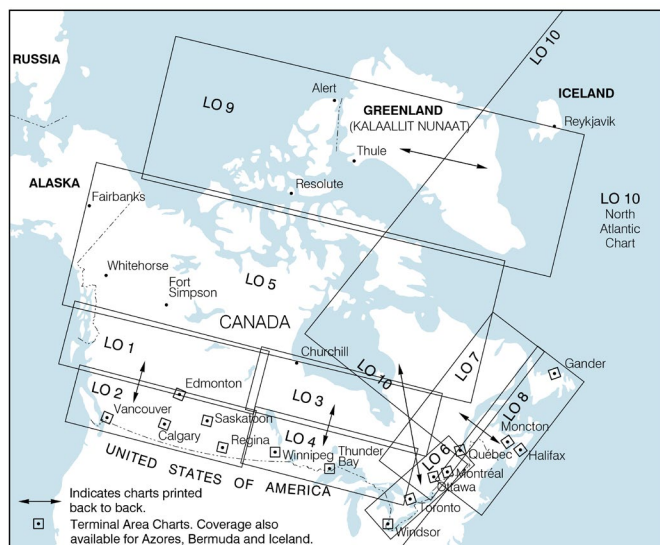 RUSSIA
LO 10
ICELAND
Reykjavik
Alert
LO 9
GREENLAND
(KALAALLIT NUNAAT)
Thule
ALASKA
Resolute
Fairbanks
LO 10
North
Atlantic
Chart
Whitehorse
LO 5
Fort
Simpson
CANADA
LO 1
Churchill
LO 7
Gander
LO 10
LO 2
Edmonton
LO 3
LO 8
Vancouver
Saskatoon
Moncton
Calgary
Regina
LO 4
Winnipeg
Thunder
Bay
LO 6
Québec
Halifax
Montréal
Ottawa
Toronto
Windsor
UNITED STATES OF AMERICA
Indicates charts printed
back to back.
Terminal Area Charts. Coverage also
available for Azores, Bermuda and Iceland.